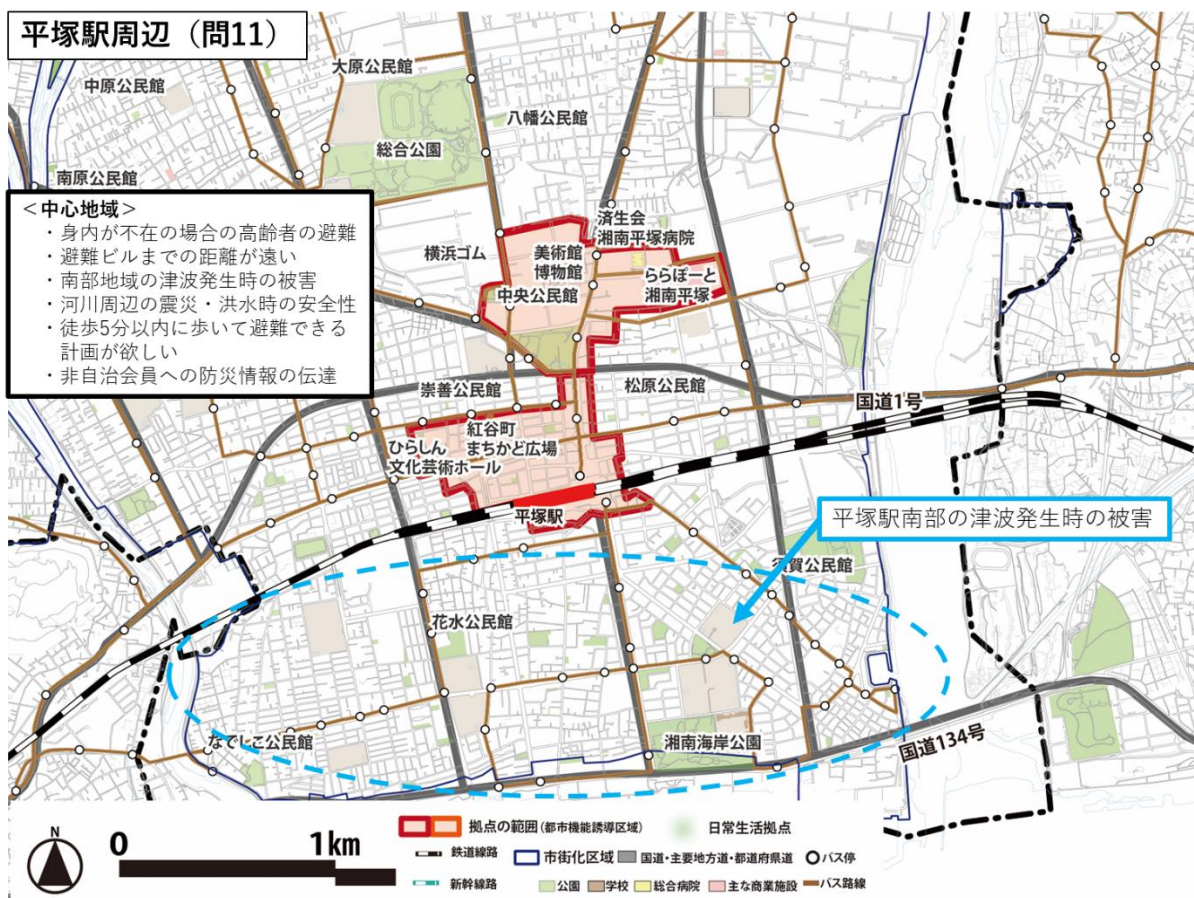 平塚駅周辺（問11）
大原公民館
中原公民館
八幡公民館
総合公園
南原公民館
＜中心地域＞
・身内が不在の場合の高齢者の避難
・避難ビルまでの距離が遠い
・南部地域の津波発生時の被害
・河川周辺の震災・洪水時の安全性
・徒歩5分以内に歩いて避難できる
計画が欲しい
・非自治会員への防災情報の伝達
済生会
湘南平塚病院
横浜ゴム
美術館
博物館
ららぽーと
湘南平塚
中央公民館
崇善公民館
松原公民館
国道1号
紅谷町
まちかど広場
ひらしん
文化芸術ホール
平塚駅
平塚駅南部の津波発生時の被害
須賀公民館
花水公民館
なでしこ公民館
湘南海岸公園
国道134号
N
0
1km
拠点の範囲(都市機能誘導区域)
日常生活拠点
鉄道線路
市街化区域
国道・主要地方道・都道府県道
バス停
新幹線路
公園
学校
総合病院
主な商業施設
バス路線